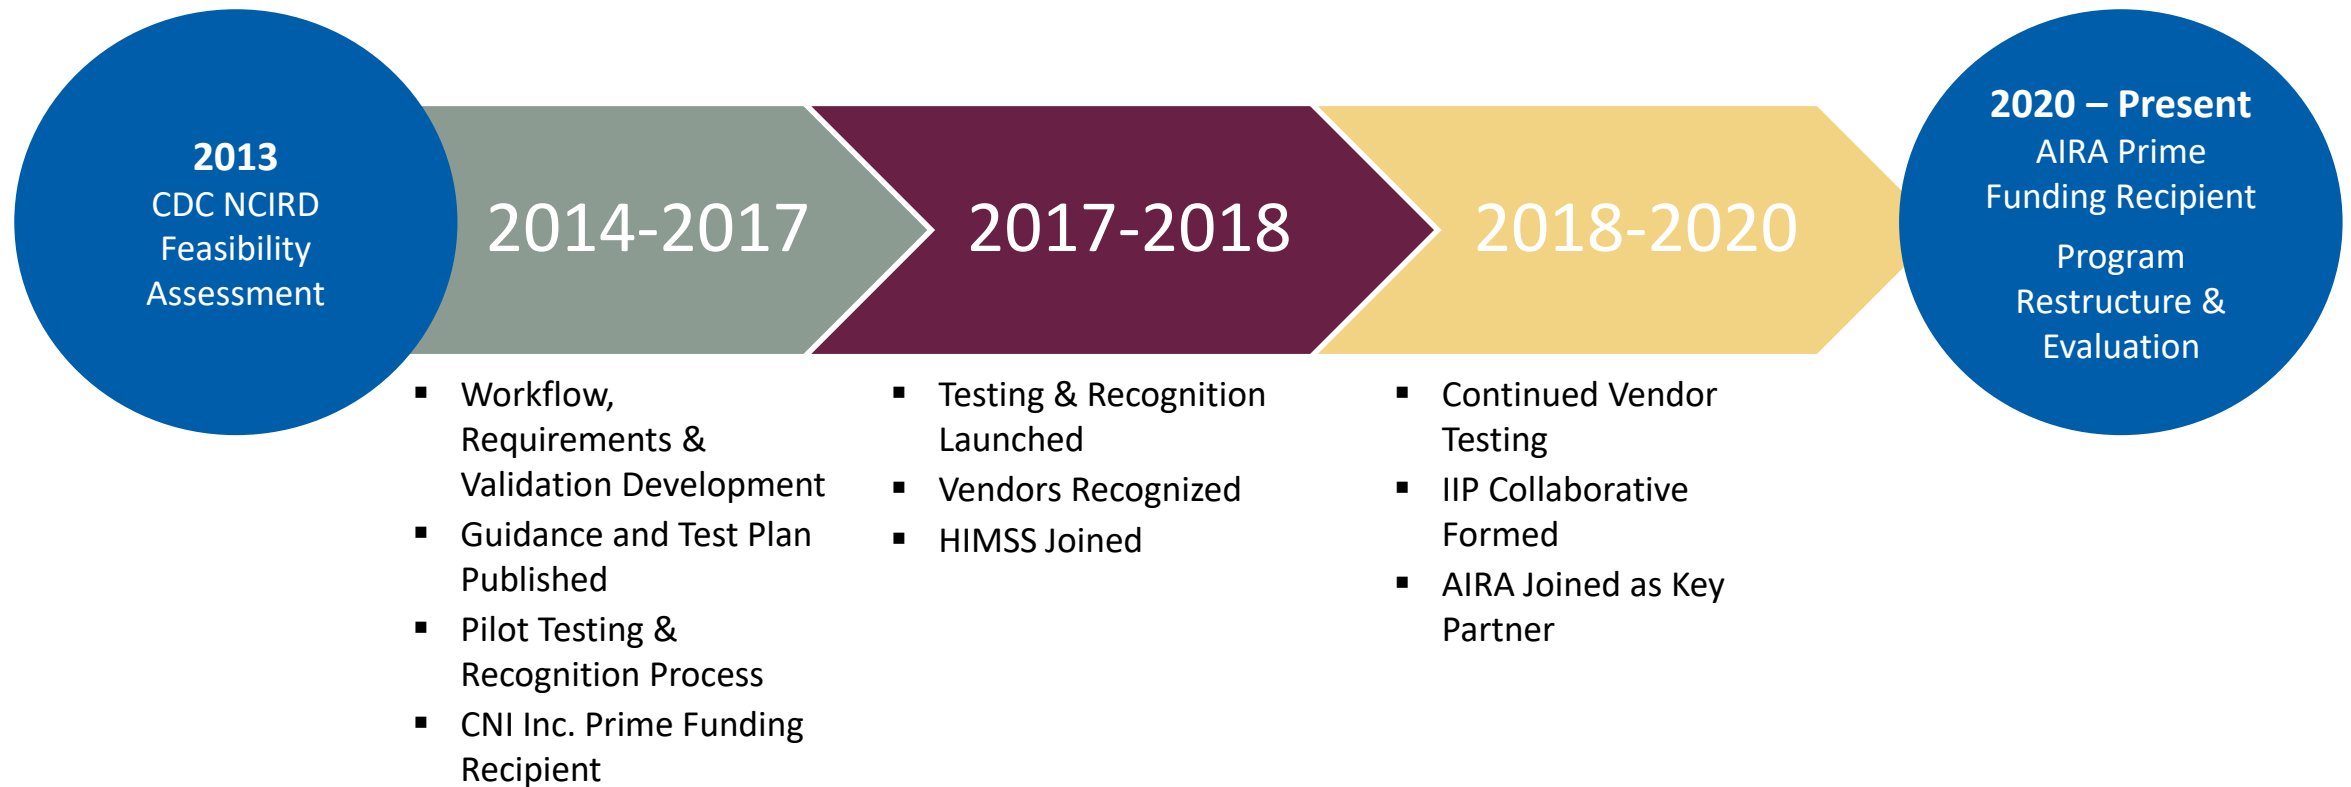 2013
CDC NCIRD
Feasibility
Assessment
2014-2017
▪ Workflow,
Requirements &
Validation Development
▪ Guidance and Test Plan
Published
▪ Pilot Testing &
Recognition Process
▪ CNI Inc. Prime Funding
Recipient
2017-2018
▪ Testing & Recognition
Launched
▪ Vendors Recognized
▪ HIMSS Joined
2018-2020
▪ Continued Vendor
Testing
▪ IIP Collaborative
Formed
▪ AIRA Joined as Key
Partner
2020 – Present
AIRA Prime
Funding Recipient
Program
Restructure &
Evaluation